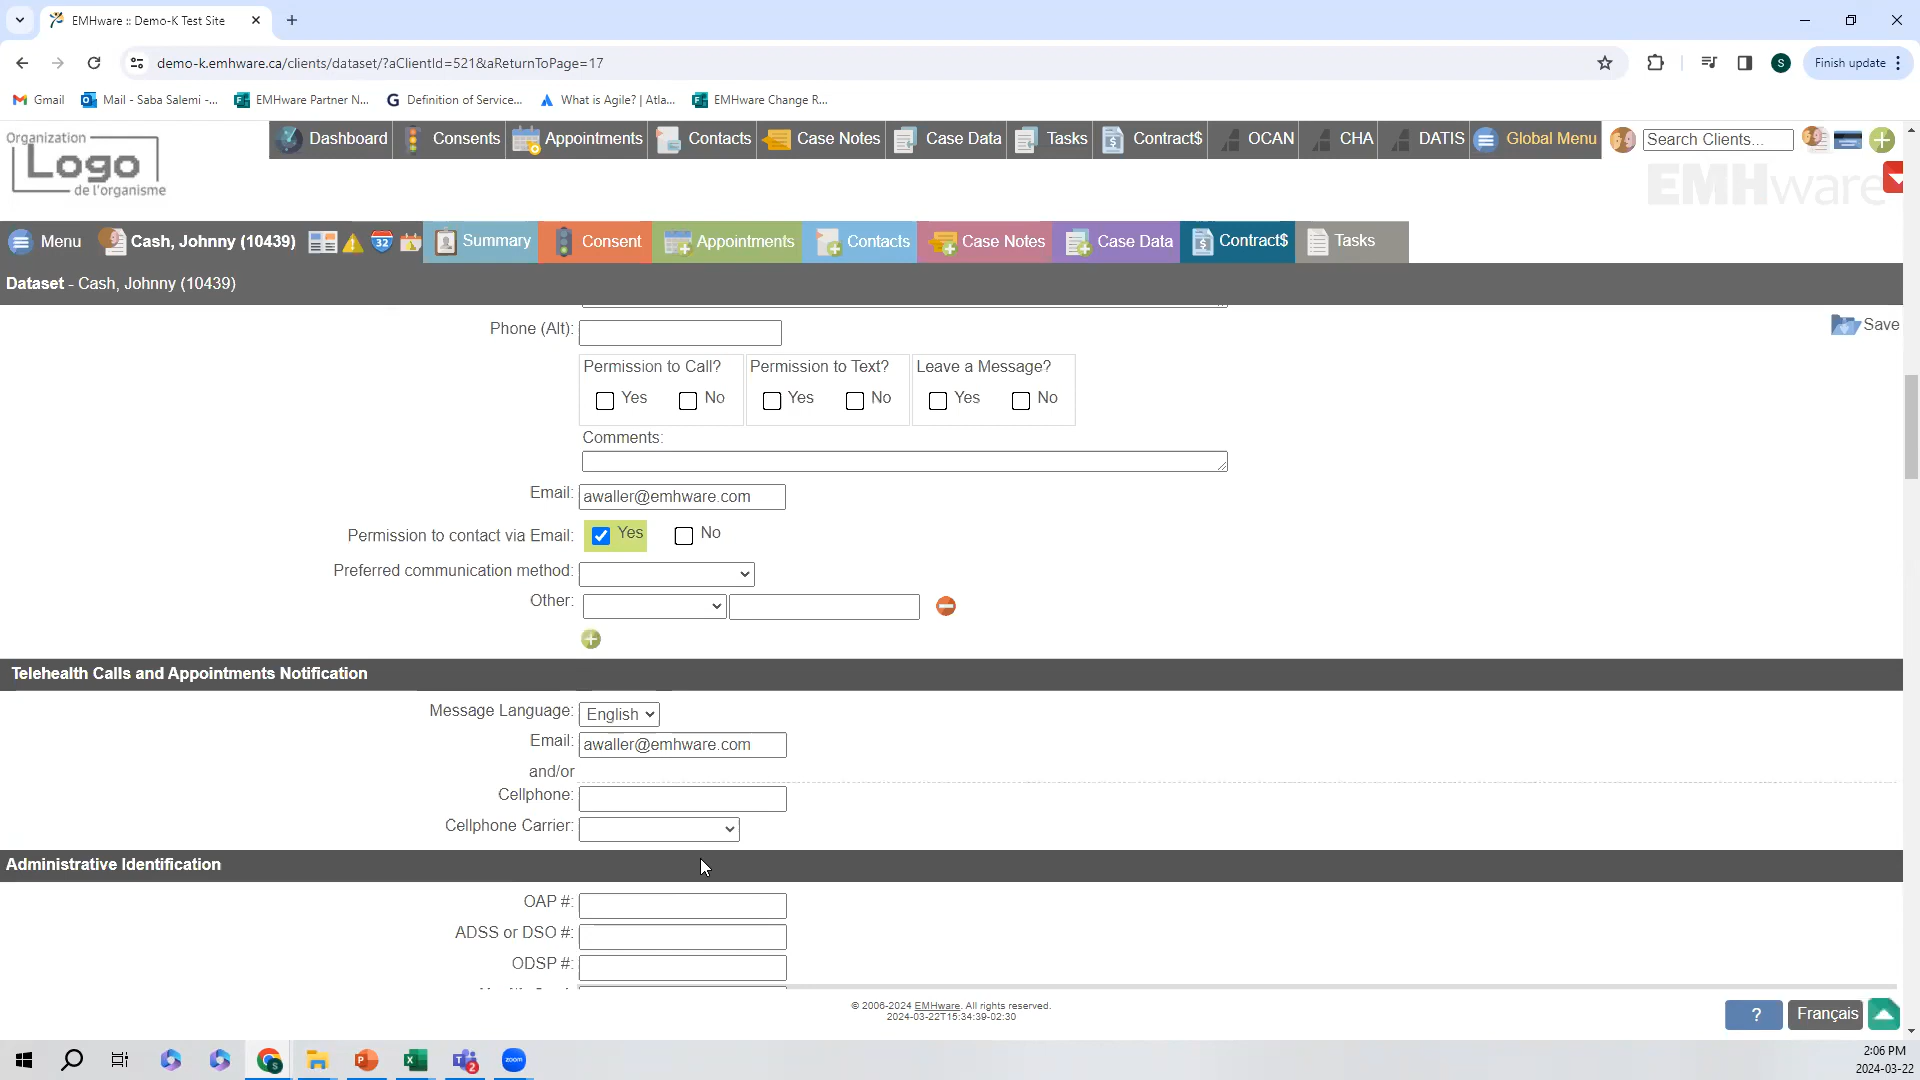 EMHware :: Demo-K Test Site
demo-k.emhware.ca/clients/dataset/?aClientId=521&aReturnToPage=17
S
Finish update
Gmail
Mail - Saba Salemi -...
EMHware Partner N...
Definition of Service...
What is Agile? | Atla...
EMHware Change R...
Organization
Logo
de l'organisme
Dashboard
Consents
Appointments
Contacts
Case Notes
Case Data
Tasks
Contract$
OCAN
CHA
DATIS
Global Menu
Search Clients...
EMHware
Menu
Cash, Johnny (10439)
32
Summary
Consent
Appointments
Contacts
Case Notes
Case Data
Contract$
Tasks
Dataset - Cash, Johnny (10439)
Save
Phone (Alt):
Permission to Call? Permission to Text? Leave a Message?
Yes No Yes No Yes No
Comments:
Email: awaller@emhware.com
Permission to contact via Email: Yes No
Preferred communication method:
Other:
Telehealth Calls and Appointments Notification
Message Language: English
Email: awaller@emhware.com
and/or
Cellphone:
Cellphone Carrier:
Administrative Identification
OAP #:
ADSS or DSO #:
ODSP #:
© 2006-2024 EMHware. All rights reserved.
2024-03-22T15:34:39-02:30
?
Français
2:06 PM
2024-03-22